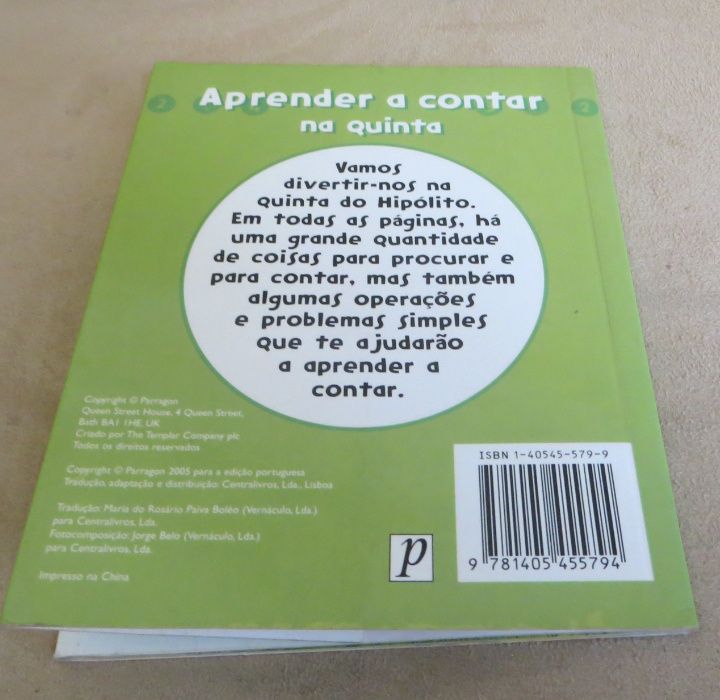 2
Aprender a contar
2
na quinta
Vamos
divertir-nos na
quinta do Hipólito.
Em todas as páginas, há
uma grande quantidade
de coisas para procurar e
para contar, mas também
algumas operações
e problemas simples
que te ajudarão
a aprender a
contar.
Copyright © Parragon
Queen Street House, 4 Queen Street,
Bath BA1 1HE, UK
Criado por The Templar Company plc
Todos os direitos reservados
Copyright © Parragon 2005 para a edição portuguesa
Tradução, adaptação e distribuição: Centralivros, Lda., Lisboa
Tradução: Maria do Rosário Paiva Boléo (Vernáculo, Lda.)
para Centralivros, Lda.
Fotocomposição: Jorge Belo (Vernáculo, Lda.)
para Centralivros, Lda.
Impresso na China
p
ISBN 1-40545-579-9
9 781405 455794